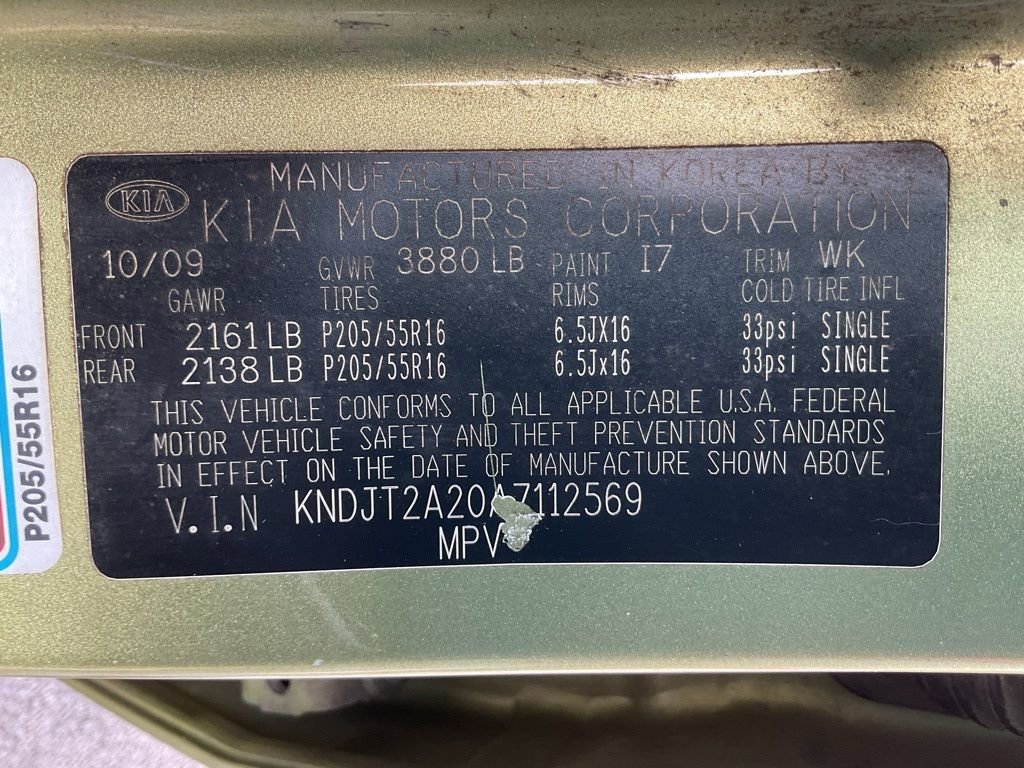 MANUFACTURED IN KOREA BY
KIA
KIA MOTORS CORPORATION
10/09 GVWR 3880 LB PAINT I7 TRIM WK
GAWR TIRES RIMS COLD TIRE INFL
FRONT 2161 LB P205/55R16 6.5JX16 33psi SINGLE
REAR 2138 LB P205/55R16 6.5Jx16 33psi SINGLE
THIS VEHICLE CONFORMS TO ALL APPLICABLE U.S.A. FEDERAL
MOTOR VEHICLE SAFETY AND THEFT PREVENTION STANDARDS
IN EFFECT ON THE DATE OF MANUFACTURE SHOWN ABOVE.
V.I.N KNDJT2A20A7112569
MPV
P205/55R16